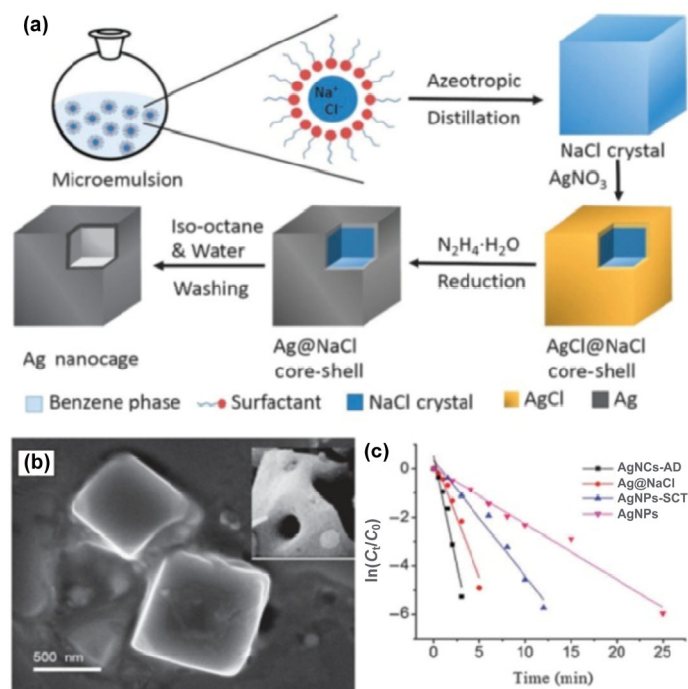 (a)
Na⁺
Cl⁻
Azeotropic
Distillation
Microemulsion
NaCl crystal
AgNO₃
Iso-octane
& Water
Washing
N₂H₄·H₂O
Reduction
Ag nanocage
Ag@NaCl
core-shell
AgCl@NaCl
core-shell
Benzene phase Surfactant NaCl crystal AgCl Ag
(b)
500 nm
(c)
AgNCs-AD
Ag@NaCl
AgNPs-SCT
AgNPs
ln(Cₜ/C₀)
0
−2
−4
−6
0 5 10 15 20 25
Time (min)